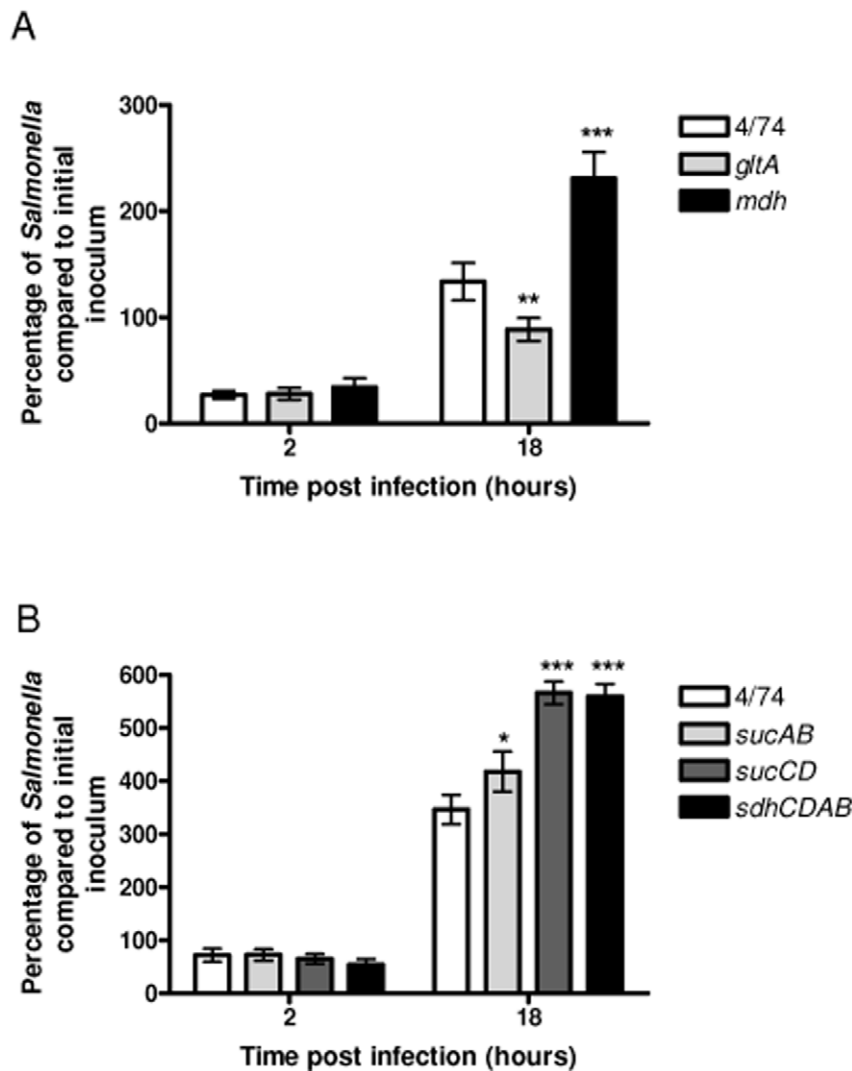 A
Percentage of Salmonella
compared to initial
inoculum
300
200
100
0
***
**
2
18
Time post infection (hours)
4/74
gltA
mdh
B
Percentage of Salmonella
compared to initial
inoculum
600
500
400
300
200
100
0
*
***
***
2
18
Time post infection (hours)
4/74
sucAB
sucCD
sdhCDAB